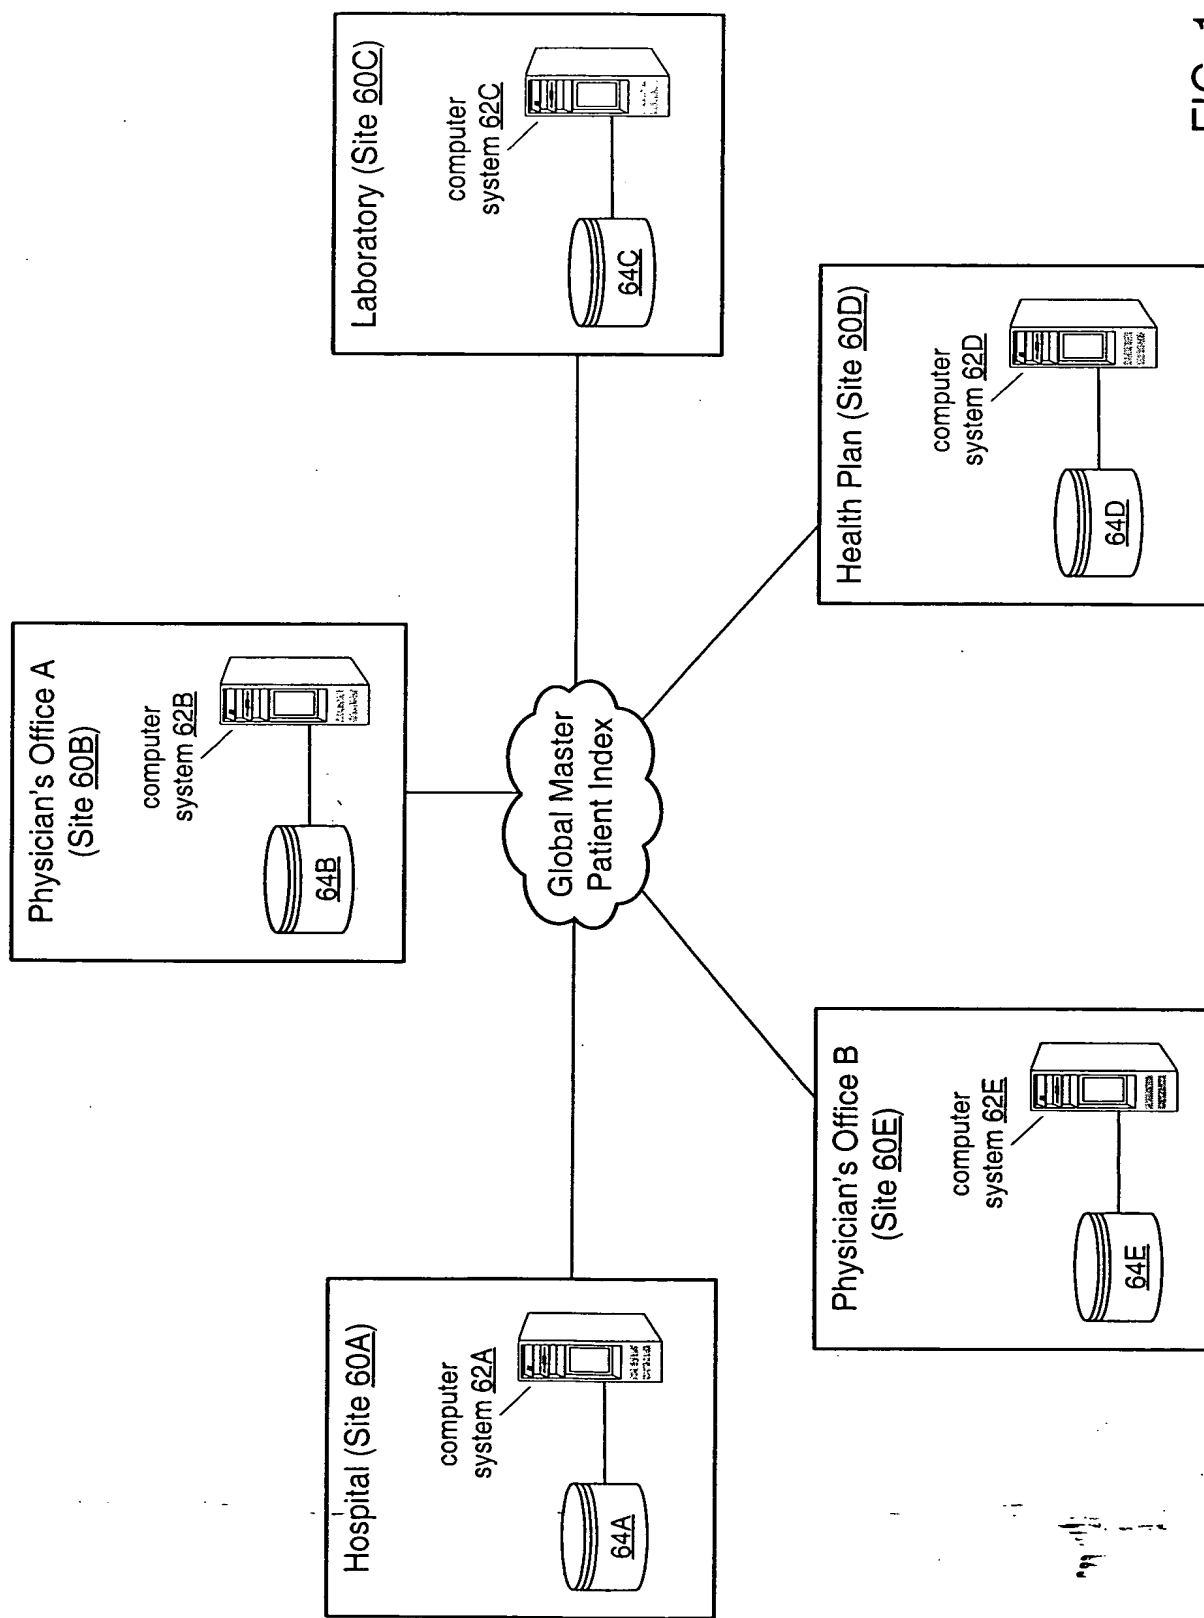 Physician's Office A
(Site 60B)
computer
system 62B
64B
Hospital (Site 60A)
computer
system 62A
64A
Laboratory (Site 60C)
computer
system 62C
64C
Global Master
Patient Index
Physician's Office B
(Site 60E)
computer
system 62E
64E
Health Plan (Site 60D)
computer
system 62D
64D
FIG. 1